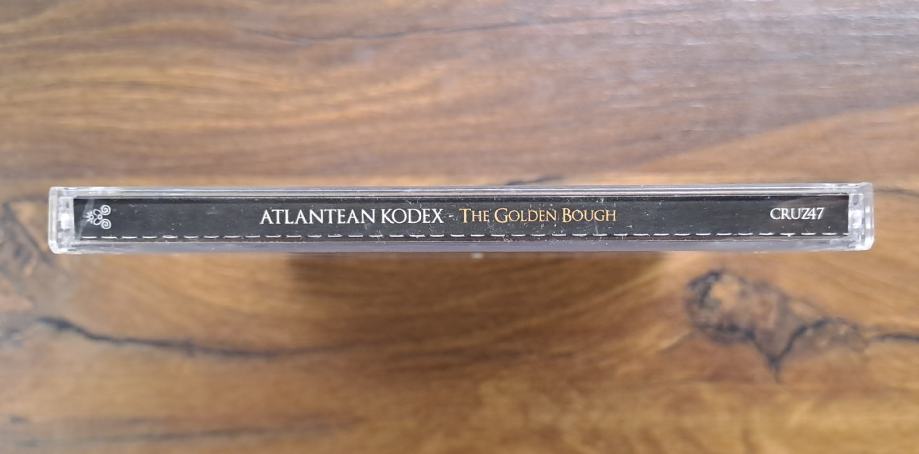 ATLANTEAN KODEX - THE GOLDEN BOUGH CRUZ47